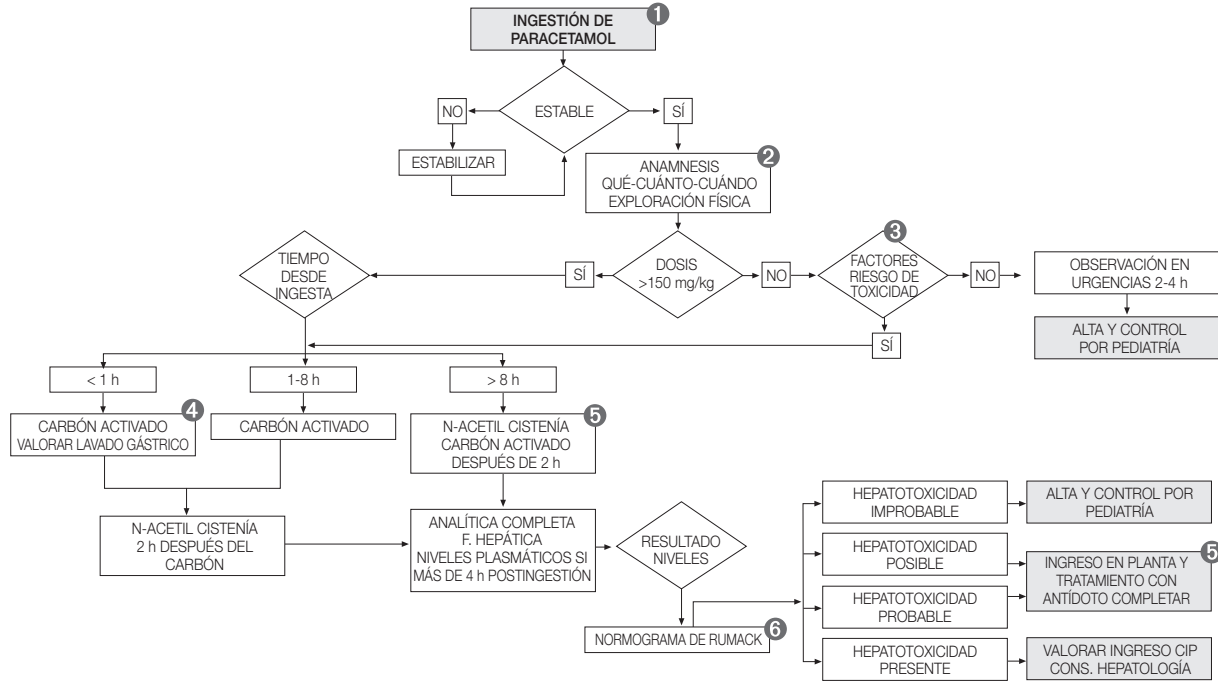 INGESTIÓN DE
PARACETAMOL
1
ESTABLE
NO
SÍ
ESTABILIZAR
2
ANAMNESIS
QUÉ-CUÁNTO-CUÁNDO
EXPLORACIÓN FÍSICA
TIEMPO
DESDE
INGESTA
SÍ
DOSIS
>150 mg/kg
NO
3
FACTORES
RIESGO DE
TOXICIDAD
NO
OBSERVACIÓN EN
URGENCIAS 2-4 h
SÍ
ALTA Y CONTROL
POR PEDIATRÍA
< 1 h
1-8 h
> 8 h
4
CARBÓN ACTIVADO
VALORAR LAVADO GÁSTRICO
CARBÓN ACTIVADO
5
N-ACETIL CISTENÍA
CARBÓN ACTIVADO
DESPUÉS DE 2 h
N-ACETIL CISTENÍA
2 h DESPUÉS DEL
CARBÓN
ANALÍTICA COMPLETA
F. HEPÁTICA
NIVELES PLASMÁTICOS SI
MÁS DE 4 h POSTINGESTIÓN
RESULTADO
NIVELES
NORMOGRAMA DE RUMACK
6
HEPATOTOXICIDAD
IMPROBABLE
ALTA Y CONTROL POR
PEDIATRÍA
HEPATOTOXICIDAD
POSIBLE
HEPATOTOXICIDAD
PROBABLE
5
INGRESO EN PLANTA Y
TRATAMIENTO CON
ANTÍDOTO COMPLETAR
HEPATOTOXICIDAD
PRESENTE
VALORAR INGRESO CIP
CONS. HEPATOLOGÍA